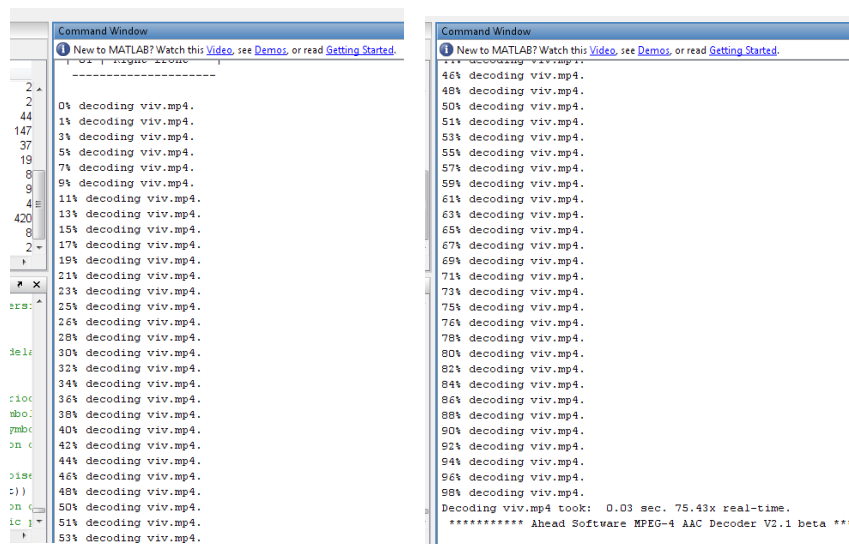 Command Window
New to MATLAB? Watch this Video, see Demos, or read Getting Started.
---------------------
0% decoding viv.mp4.
1% decoding viv.mp4.
3% decoding viv.mp4.
5% decoding viv.mp4.
7% decoding viv.mp4.
9% decoding viv.mp4.
11% decoding viv.mp4.
13% decoding viv.mp4.
15% decoding viv.mp4.
17% decoding viv.mp4.
19% decoding viv.mp4.
21% decoding viv.mp4.
23% decoding viv.mp4.
25% decoding viv.mp4.
26% decoding viv.mp4.
28% decoding viv.mp4.
30% decoding viv.mp4.
32% decoding viv.mp4.
34% decoding viv.mp4.
36% decoding viv.mp4.
38% decoding viv.mp4.
40% decoding viv.mp4.
42% decoding viv.mp4.
44% decoding viv.mp4.
46% decoding viv.mp4.
48% decoding viv.mp4.
50% decoding viv.mp4.
51% decoding viv.mp4.
53% decoding viv.mp4.
2
2
44
147
37
19
8
9
4
420
8
2
Command Window
New to MATLAB? Watch this Video, see Demos, or read Getting Started.
46% decoding viv.mp4.
48% decoding viv.mp4.
50% decoding viv.mp4.
51% decoding viv.mp4.
53% decoding viv.mp4.
55% decoding viv.mp4.
57% decoding viv.mp4.
59% decoding viv.mp4.
61% decoding viv.mp4.
63% decoding viv.mp4.
65% decoding viv.mp4.
67% decoding viv.mp4.
69% decoding viv.mp4.
71% decoding viv.mp4.
73% decoding viv.mp4.
75% decoding viv.mp4.
76% decoding viv.mp4.
78% decoding viv.mp4.
80% decoding viv.mp4.
82% decoding viv.mp4.
84% decoding viv.mp4.
86% decoding viv.mp4.
88% decoding viv.mp4.
90% decoding viv.mp4.
92% decoding viv.mp4.
94% decoding viv.mp4.
96% decoding viv.mp4.
98% decoding viv.mp4.
Decoding viv.mp4 took:  0.03 sec. 75.43x real-time.
*********** Ahead Software MPEG-4 AAC Decoder V2.1 beta **